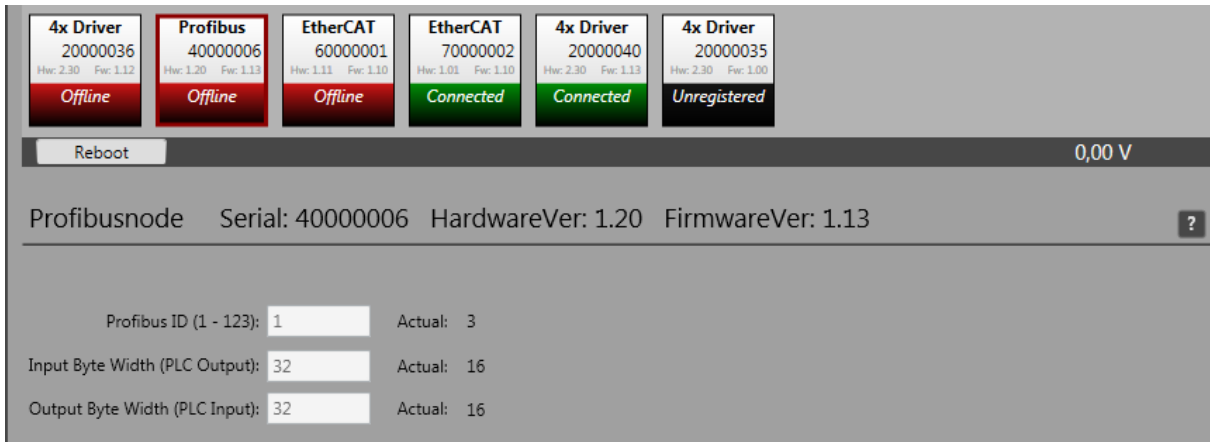 4x Driver
20000036
Hw: 2.30 Fw: 1.12
Offline
Profibus
40000006
Hw: 1.20 Fw: 1.13
Offline
EtherCAT
60000001
Hw: 1.11 Fw: 1.10
Offline
EtherCAT
70000002
Hw: 1.01 Fw: 1.10
Connected
4x Driver
20000040
Hw: 2.30 Fw: 1.13
Connected
4x Driver
20000035
Hw: 2.30 Fw: 1.00
Unregistered
Reboot 0,00 V
Profibusnode Serial: 40000006 HardwareVer: 1.20 FirmwareVer: 1.13 ?
Profibus ID (1 - 123): 1 Actual: 3
Input Byte Width (PLC Output): 32 Actual: 16
Output Byte Width (PLC Input): 32 Actual: 16